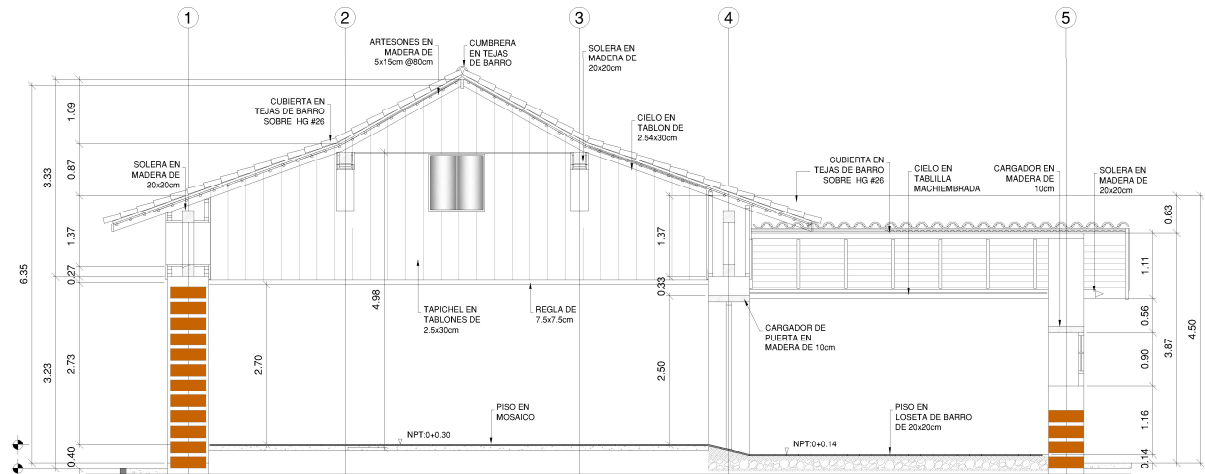 1
2
3
4
5
ARTESONES EN
MADERA DE
5x15cm @80cm
CUMBRERA
EN TEJAS
DE BARRO
SOLERA EN
MADERA DE
20x20cm
CUBIERTA EN
TEJAS DE BARRO
SOBRE HG #26
CIELO EN
TABLON DE
2.54x30cm
SOLERA EN
MADERA DE
20x20cm
CUBIERTA EN
TEJAS DE BARRO
SOBRE HG #26
CIELO EN
TABLILLA
MACHIEMBRADA
CARGADOR EN
MADERA DE
10cm
SOLERA EN
MADERA DE
20x20cm
1.09
0.87
3.33
1.37
0.27
6.35
2.73
3.23
0.40
2.70
4.98
1.37
0.33
2.50
0.63
1.11
0.56
0.90
3.87
4.50
1.16
0.14
TAPICHEL EN
TABLONES DE
2.5x30cm
REGLA DE
7.5x7.5cm
CARGADOR DE
PUERTA EN
MADERA DE 10cm
PISO EN
MOSAICO
NPT:0+0.30
PISO EN
LOSETA DE BARRO
DE 20x20cm
NPT:0+0.14